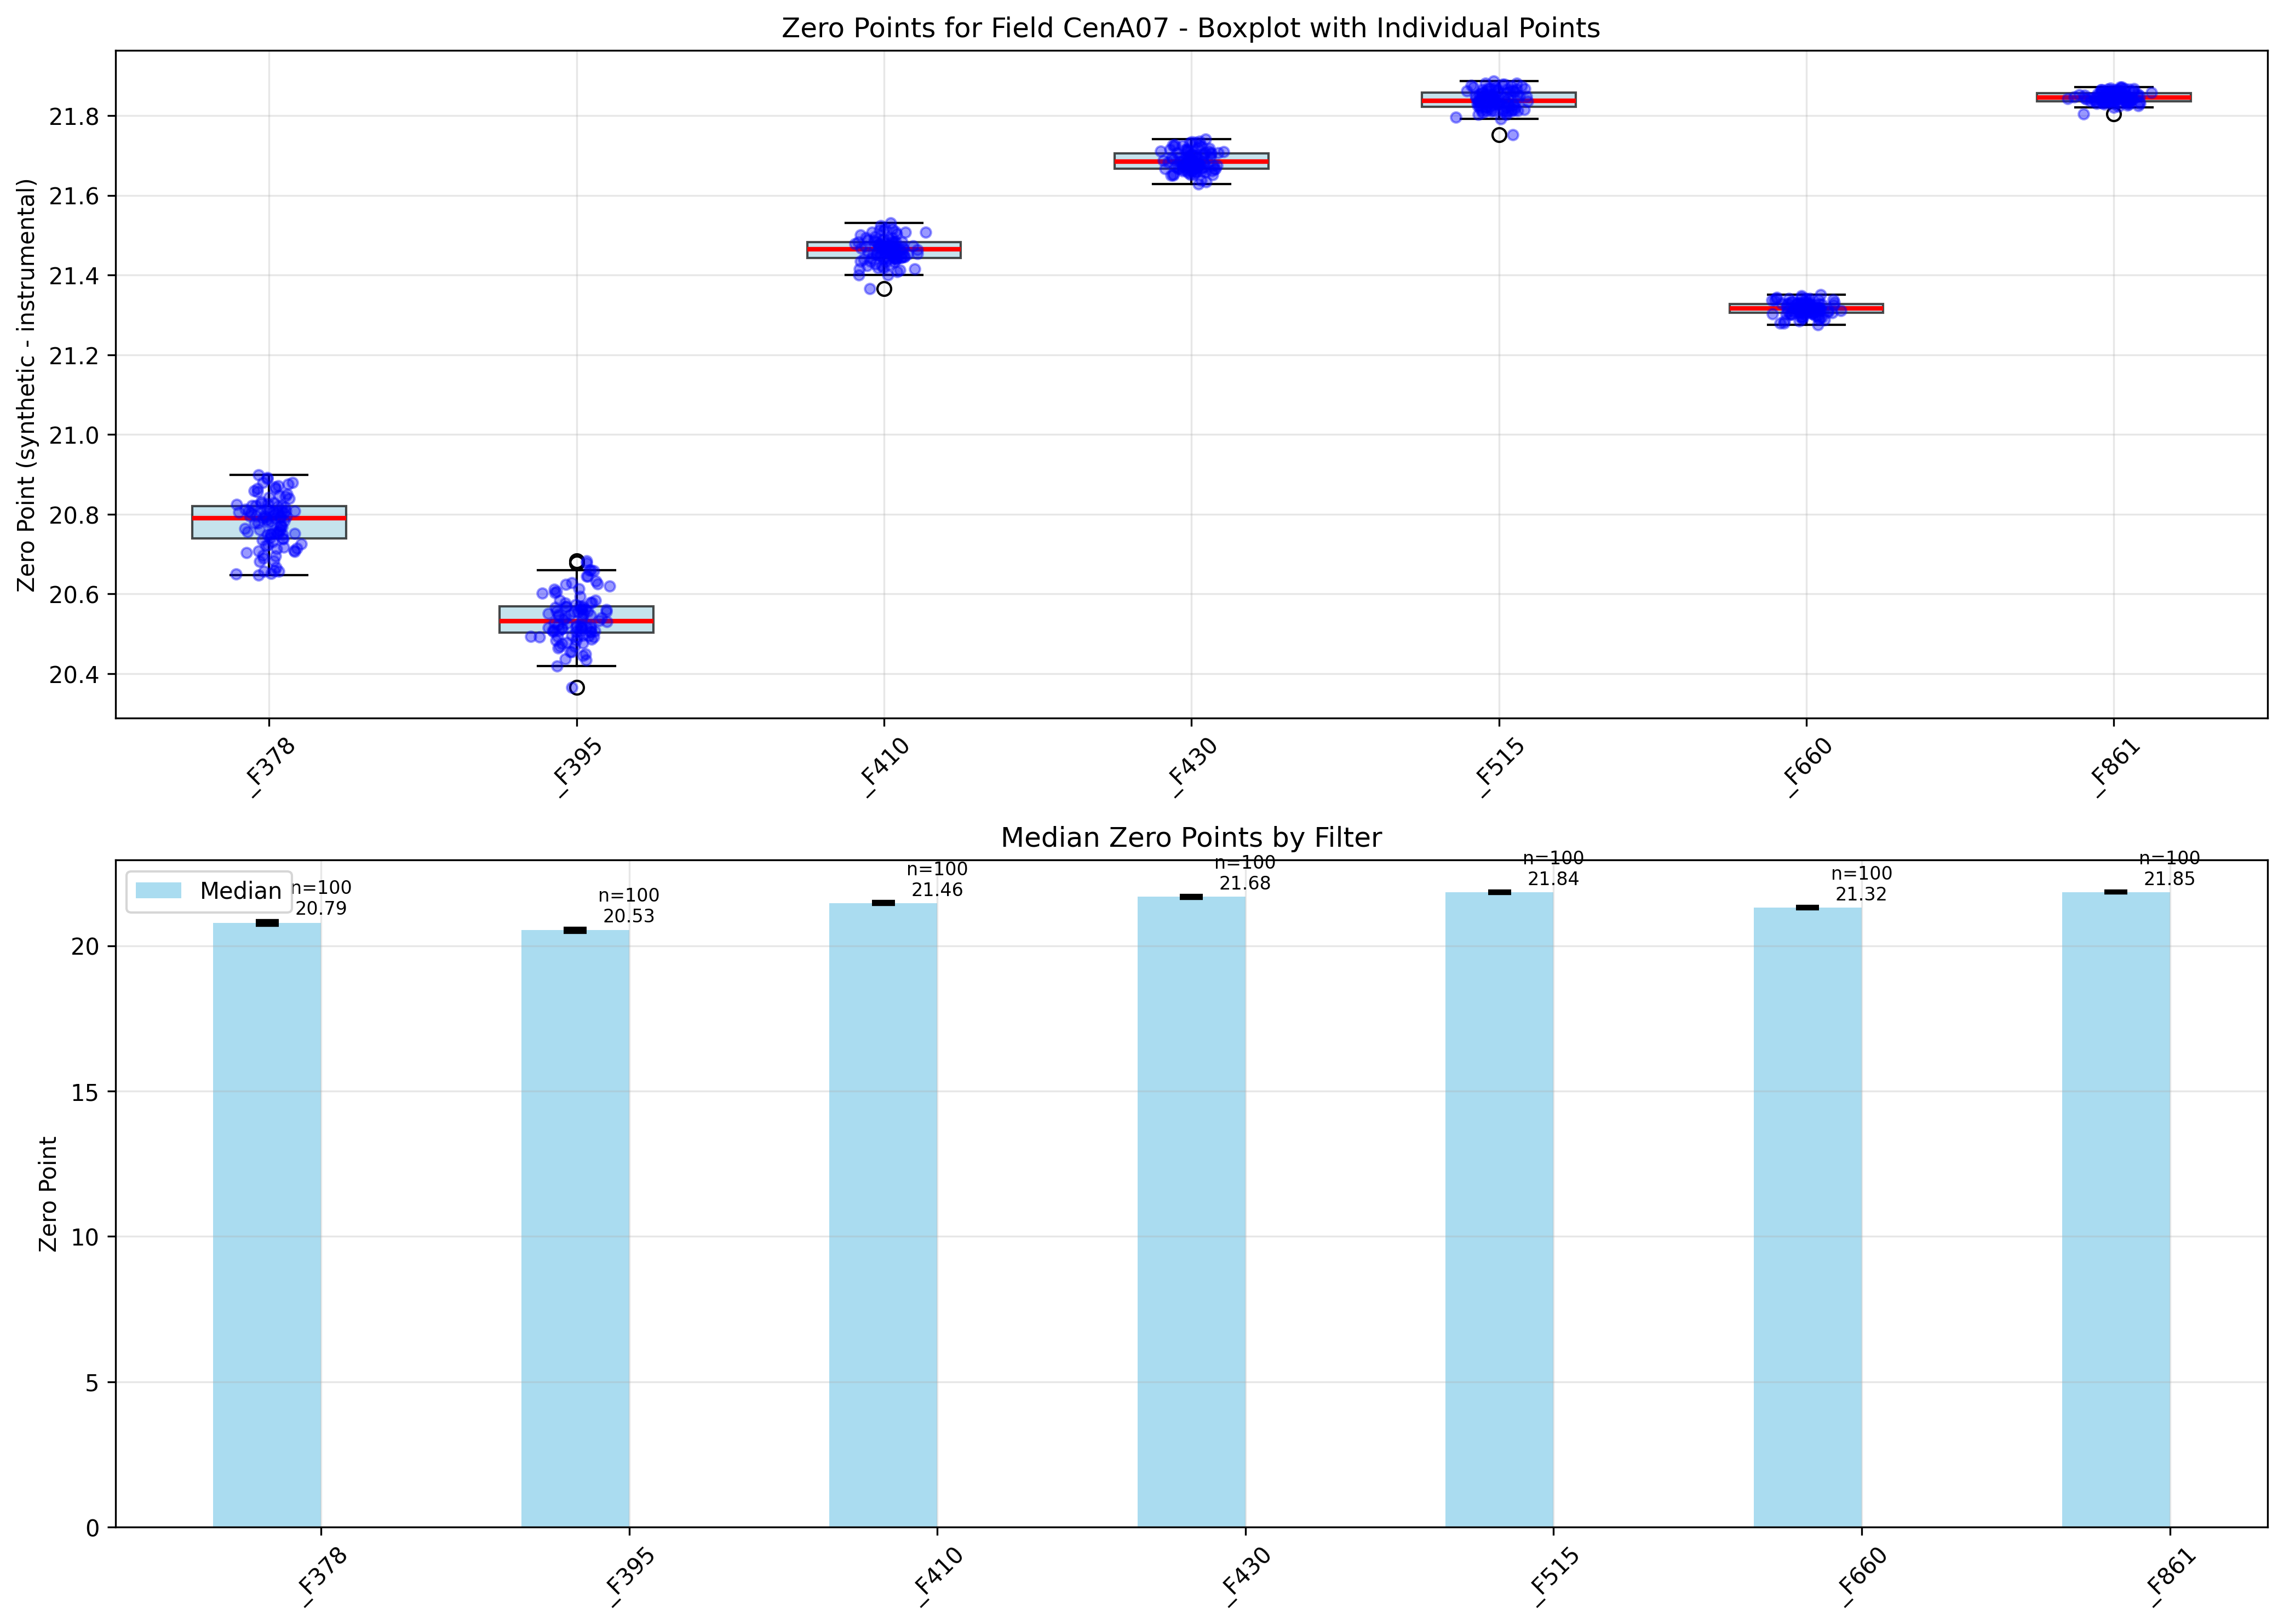 Zero Points for Field CenA07 - Boxplot with Individual Points
Zero Point (synthetic - instrumental)
21.8
21.6
21.4
21.2
21.0
20.8
20.6
20.4
_F378
_F395
_F410
_F430
_F515
_F660
_F861
Median Zero Points by Filter
Median
n=100
20.79
n=100
20.53
n=100
21.46
n=100
21.68
n=100
21.84
n=100
21.32
n=100
21.85
Zero Point
20
15
10
5
0
_F378
_F395
_F410
_F430
_F515
_F660
_F861